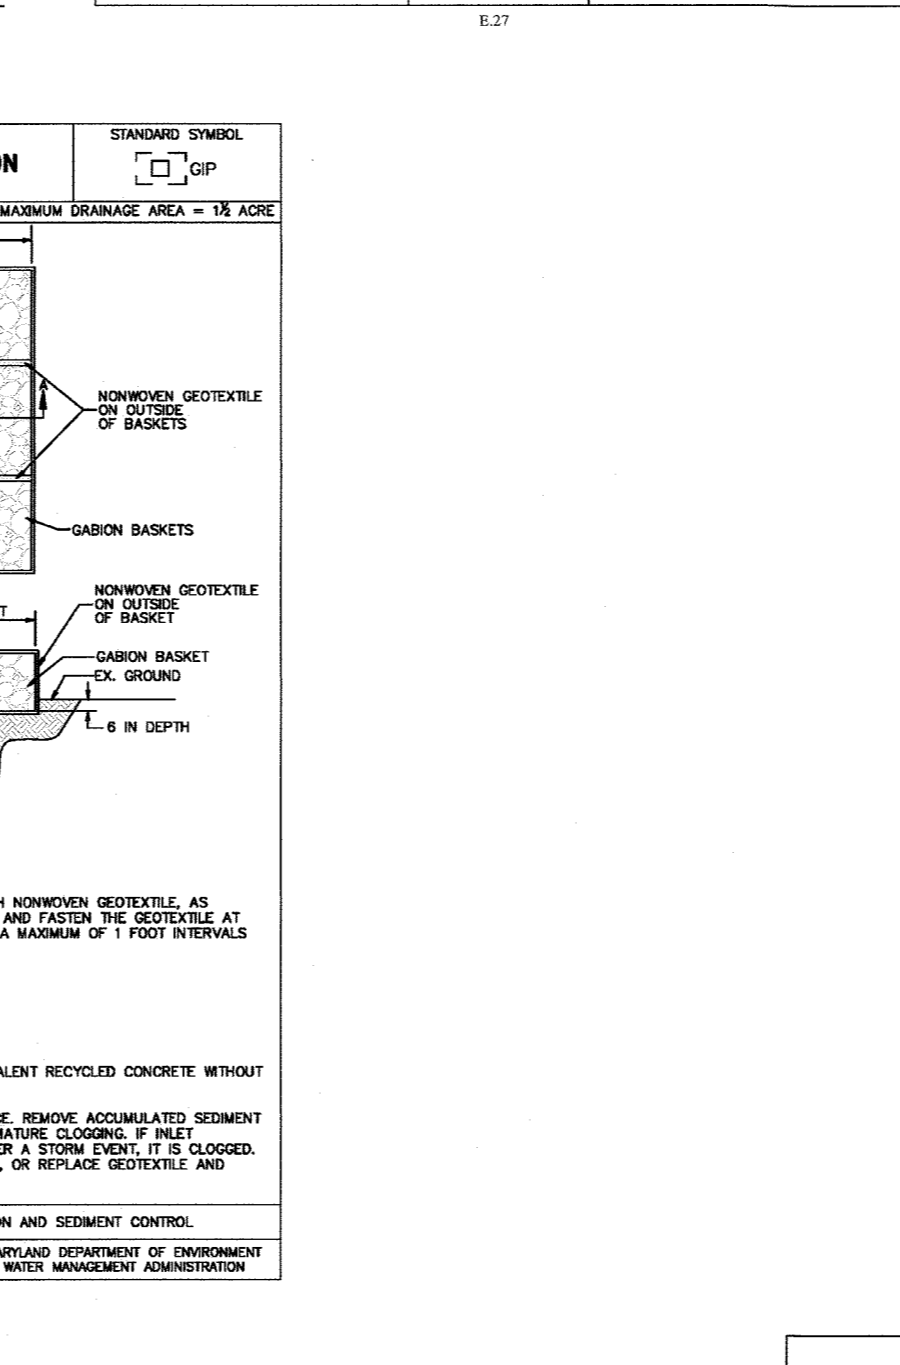 E.27
STANDARD SYMBOL
GIP
MAXIMUM DRAINAGE AREA = 1½ ACRE
A
NONWOVEN GEOTEXTILE
ON OUTSIDE
OF BASKETS
GABION BASKETS
NONWOVEN GEOTEXTILE
ON OUTSIDE
OF BASKET
GABION BASKET
EX. GROUND
6 IN DEPTH
NONWOVEN GEOTEXTILE, AS
AND FASTEN THE GEOTEXTILE AT
A MAXIMUM OF 1 FOOT INTERVALS
ALENT RECYCLED CONCRETE WITHOUT
CE. REMOVE ACCUMULATED SEDIMENT
MATURE CLOGGING. IF INLET
ER A STORM EVENT, IT IS CLOGGED.
, OR REPLACE GEOTEXTILE AND
ON AND SEDIMENT CONTROL
ARYLAND DEPARTMENT OF ENVIRONMENT
WATER MANAGEMENT ADMINISTRATION